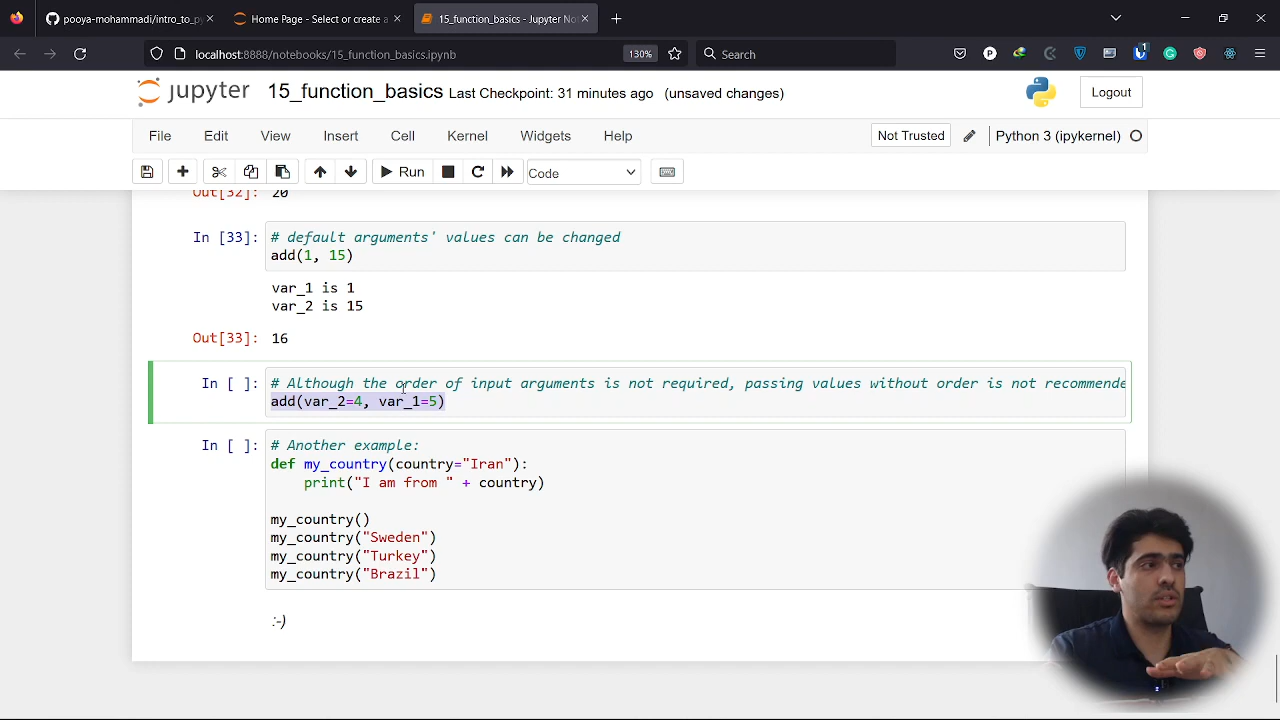 pooya-mohammadi/intro_to_py
Home Page - Select or create a
15_function_basics - Jupyter No
localhost:8888/notebooks/15_function_basics.ipynb
130%
Search
jupyter
15_function_basics Last Checkpoint: 31 minutes ago (unsaved changes)
Logout
File Edit View Insert Cell Kernel Widgets Help
Not Trusted
Python 3 (ipykernel)
Run
Code
Out[32]: 20
In [33]: # default arguments' values can be changed
add(1, 15)
var_1 is 1
var_2 is 15
Out[33]: 16
In [ ]: # Although the order of input arguments is not required, passing values without order is not recommende
add(var_2=4, var_1=5)
In [ ]: # Another example:
def my_country(country="Iran"):
print("I am from " + country)
my_country()
my_country("Sweden")
my_country("Turkey")
my_country("Brazil")
:-)